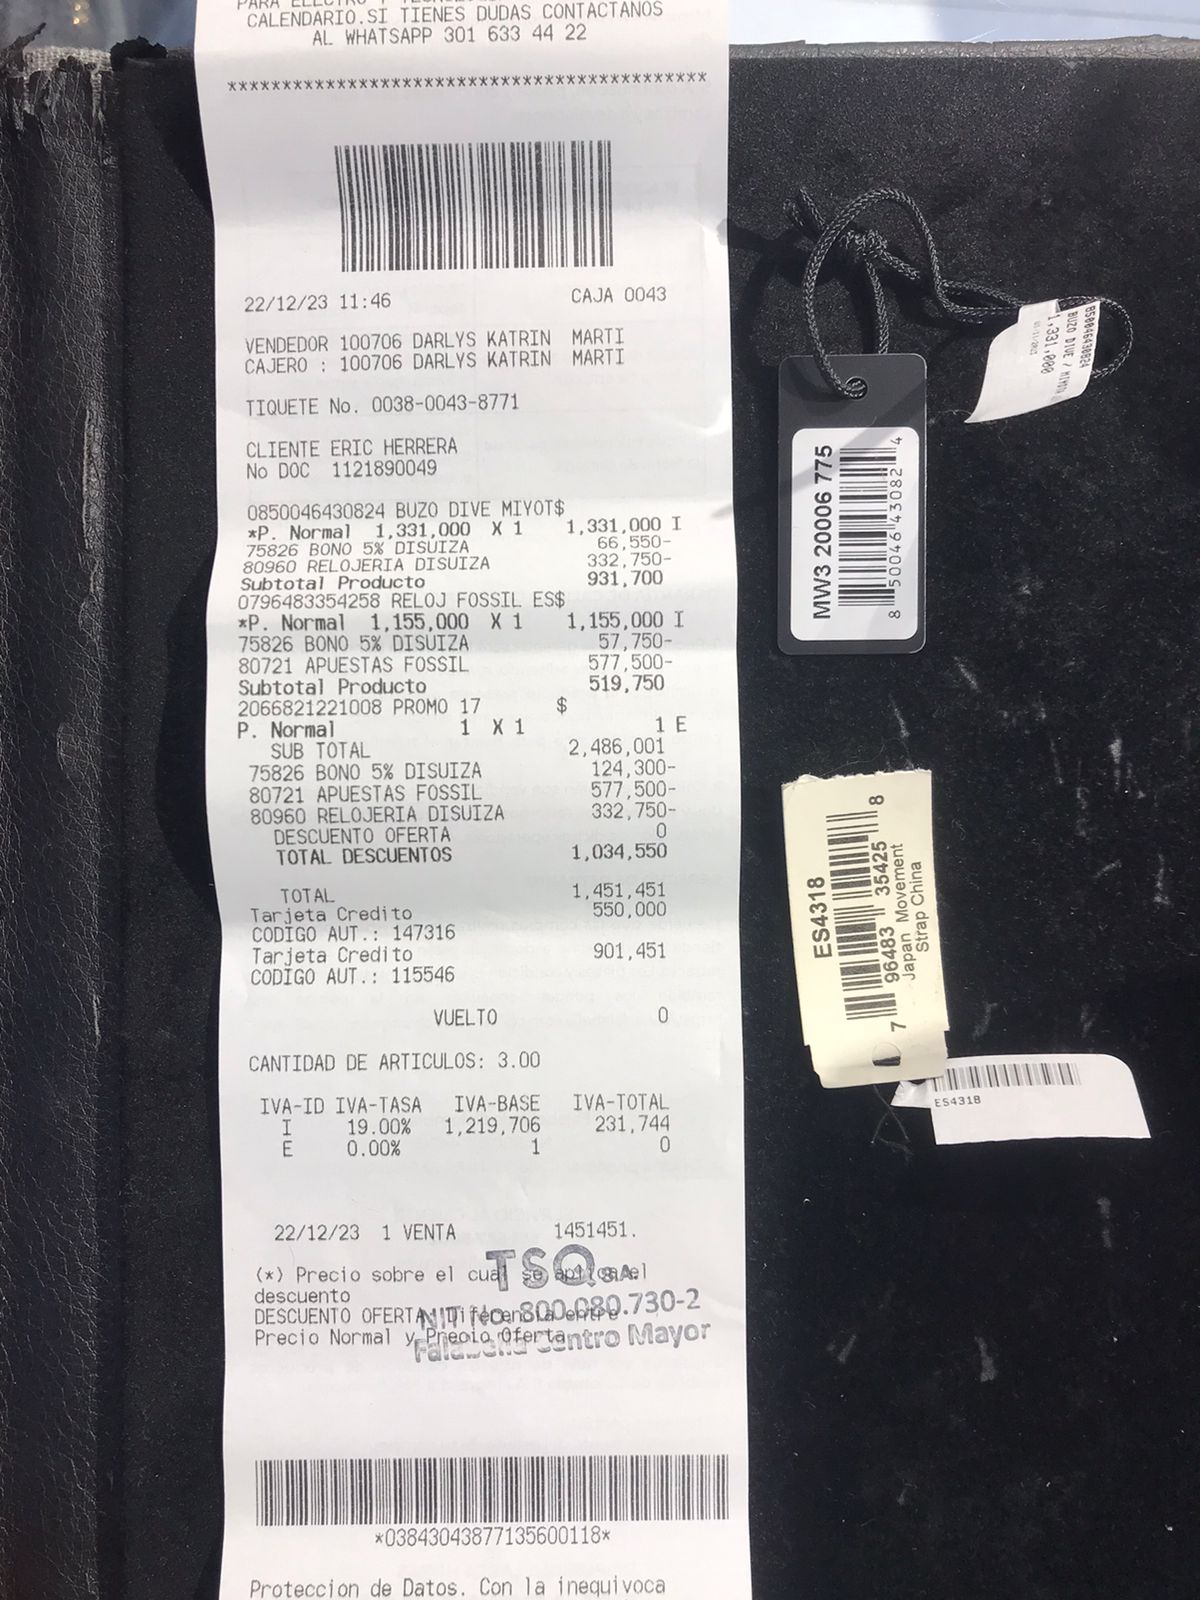 PARA ELECTRO Y
CALENDARIO.SI TIENES DUDAS CONTACTANOS
AL WHATSAPP 301 633 44 22
********************************************
22/12/23 11:46 CAJA 0043
VENDEDOR 100706 DARLYS KATRIN MARTI
CAJERO : 100706 DARLYS KATRIN MARTI
TIQUETE No. 0038-0043-8771
CLIENTE ERIC HERRERA
No DOC 1121890049
0850046430824 BUZO DIVE MIYOT$
*P. Normal 1,331,000 X 1 1,331,000 I
75826 BONO 5% DISUIZA 66,550-
80960 RELOJERIA DISUIZA 332,750-
Subtotal Producto 931,700
0796483354258 RELOJ FOSSIL ES$
*P. Normal 1,155,000 X 1 1,155,000 I
75826 BONO 5% DISUIZA 57,750-
80721 APUESTAS FOSSIL 577,500-
Subtotal Producto 519,750
2066821221008 PROMO 17 $
P. Normal 1 X 1 1 E
SUB TOTAL 2,486,001
75826 BONO 5% DISUIZA 124,300-
80721 APUESTAS FOSSIL 577,500-
80960 RELOJERIA DISUIZA 332,750-
DESCUENTO OFERTA 0
TOTAL DESCUENTOS 1,034,550
TOTAL 1,451,451
Tarjeta Credito 550,000
CODIGO AUT.: 147316
Tarjeta Credito 901,451
CODIGO AUT.: 115546
VUELTO 0
CANTIDAD DE ARTICULOS: 3.00
IVA-ID IVA-TASA IVA-BASE IVA-TOTAL
I 19.00% 1,219,706 231,744
E 0.00% 1 0
22/12/23 1 VENTA 1451451.
(*) Precio sobre el cual se aplica el
descuento
DESCUENTO OFERTA: Diferencia entre
Precio Normal y Precio Oferta
TSQ S.A.
NIT No. 800.080.730-2
Falabella Centro Mayor
*03843043877135600118*
Proteccion de Datos. Con la inequivoca
850046430824
BUZO DIVE / MIYOTA
1,331,000
MW3 20006 775
8 50046 43082 4
ES4318
7 96483 35425 8
Japan Movement
Strap China
ES4318